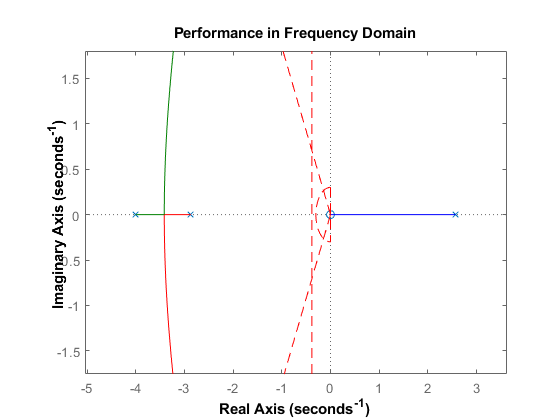 Performance in Frequency Domain
Imaginary Axis (seconds⁻¹)
1.5
1
0.5
0
-0.5
-1
-1.5
-5 -4 -3 -2 -1 0 1 2 3
Real Axis (seconds⁻¹)